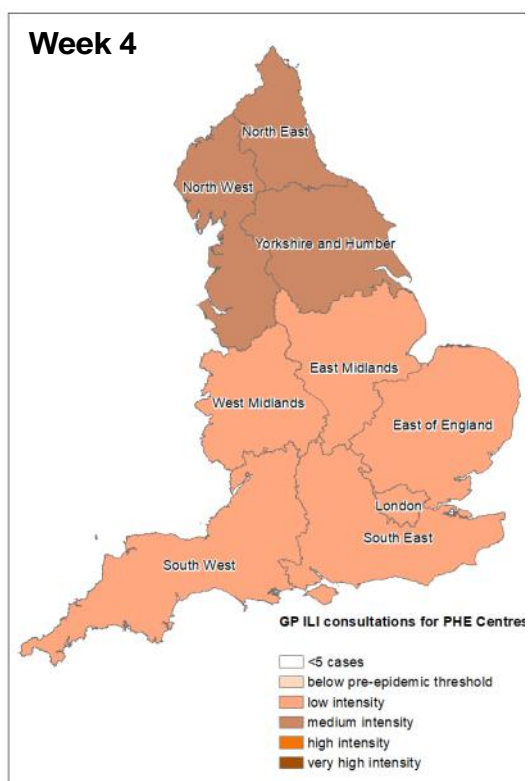 Week 4
North East
North West
Yorkshire and Humber
East Midlands
West Midlands
East of England
London
South East
South West
GP ILI consultations for PHE Centres
<5 cases
below pre-epidemic threshold
low intensity
medium intensity
high intensity
very high intensity